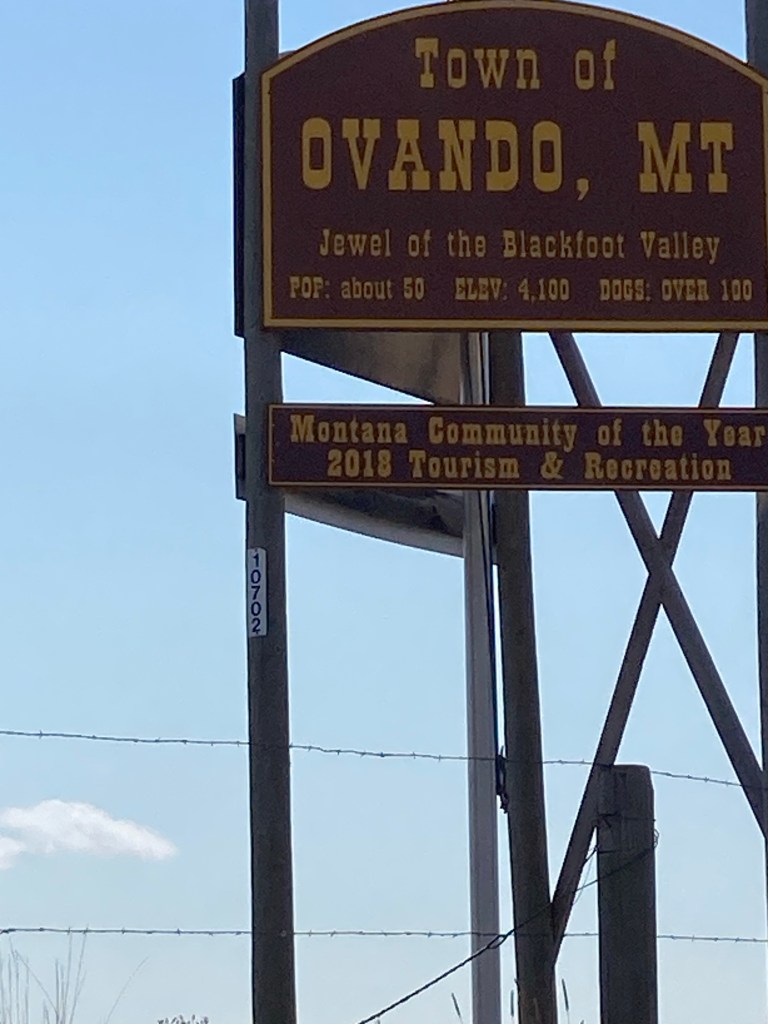 Town of
OVANDO, MT
Jewel of the Blackfoot Valley
POP: about 50 ELEV: 4,100 DOGS: OVER 100
Montana Community of the Year
2018 Tourism & Recreation
10702